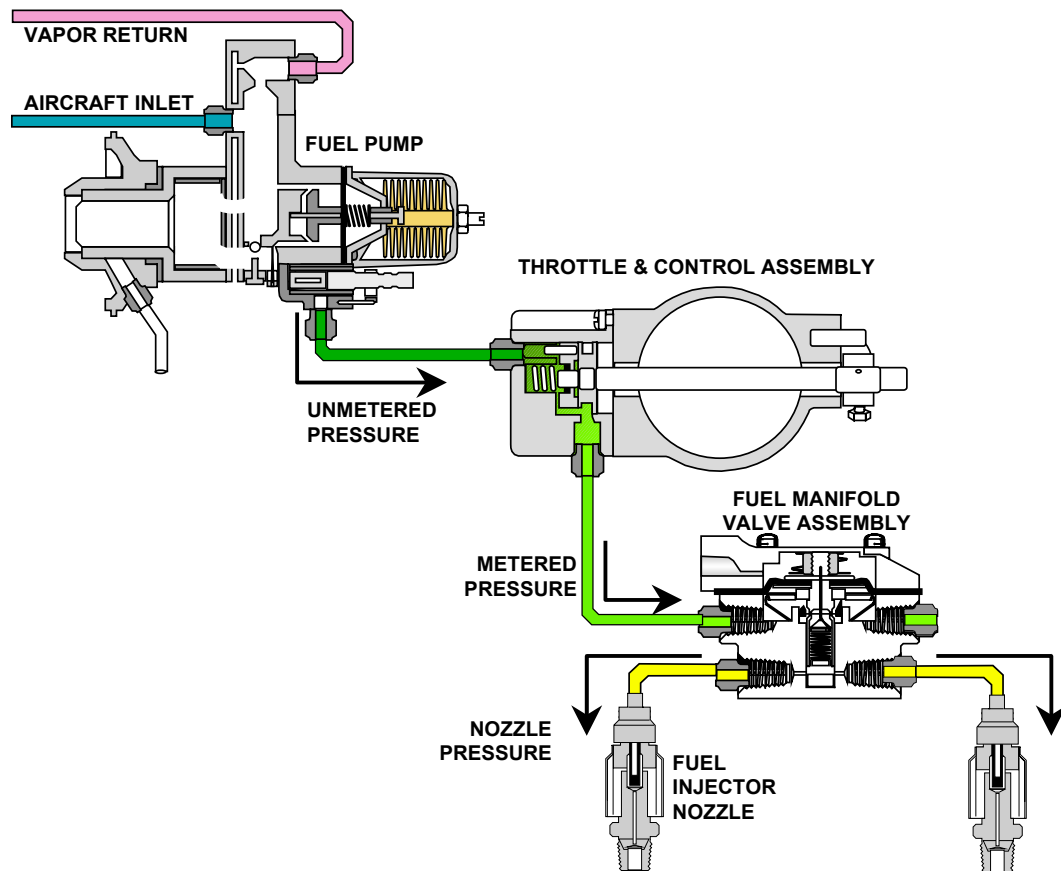 VAPOR RETURN
AIRCRAFT INLET
FUEL PUMP
THROTTLE & CONTROL ASSEMBLY
UNMETERED
PRESSURE
FUEL MANIFOLD
VALVE ASSEMBLY
METERED
PRESSURE
NOZZLE
PRESSURE
FUEL
INJECTOR
NOZZLE